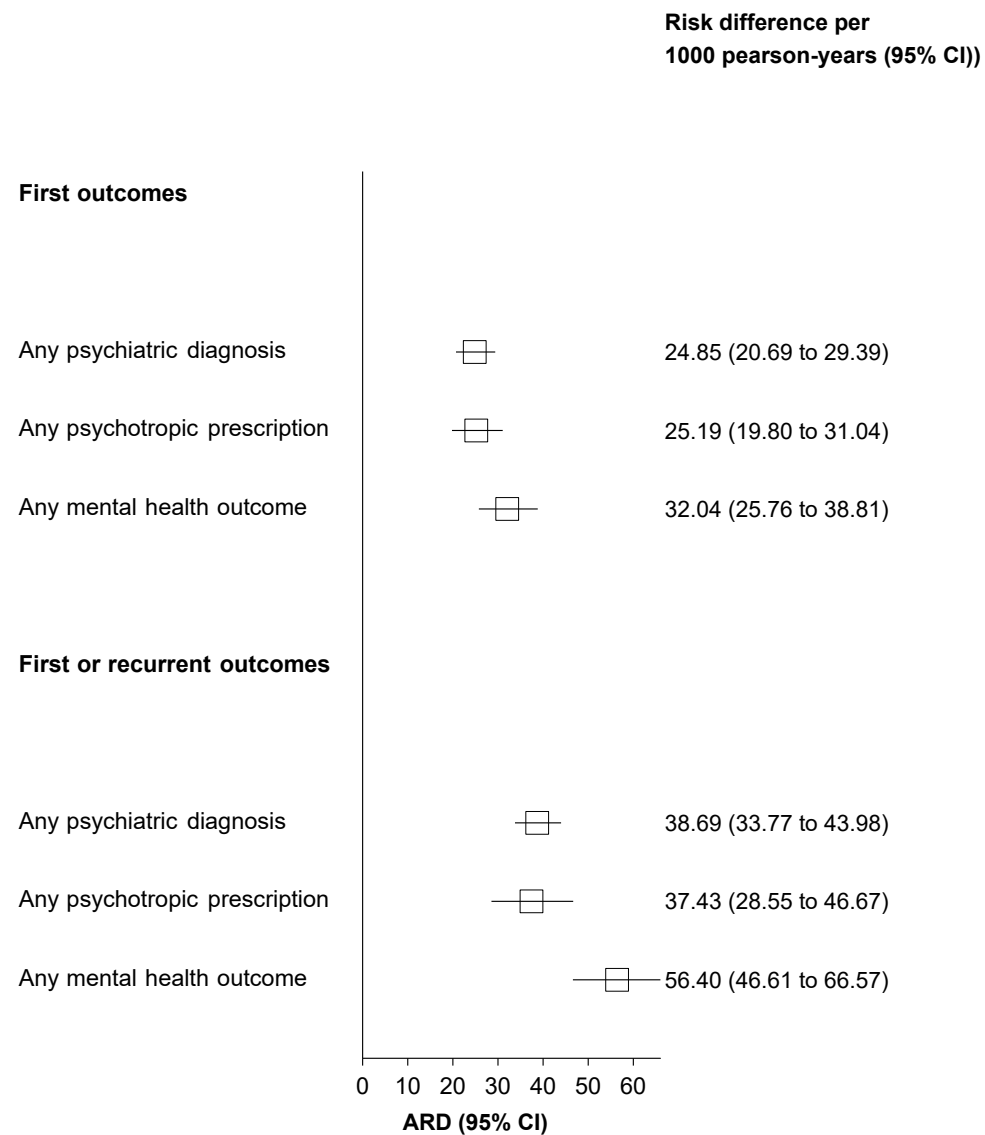 Risk difference per
1000 pearson-years (95% CI))
First outcomes
Any psychiatric diagnosis 24.85 (20.69 to 29.39)
Any psychotropic prescription 25.19 (19.80 to 31.04)
Any mental health outcome 32.04 (25.76 to 38.81)
First or recurrent outcomes
Any psychiatric diagnosis 38.69 (33.77 to 43.98)
Any psychotropic prescription 37.43 (28.55 to 46.67)
Any mental health outcome 56.40 (46.61 to 66.57)
0 10 20 30 40 50 60
ARD (95% CI)